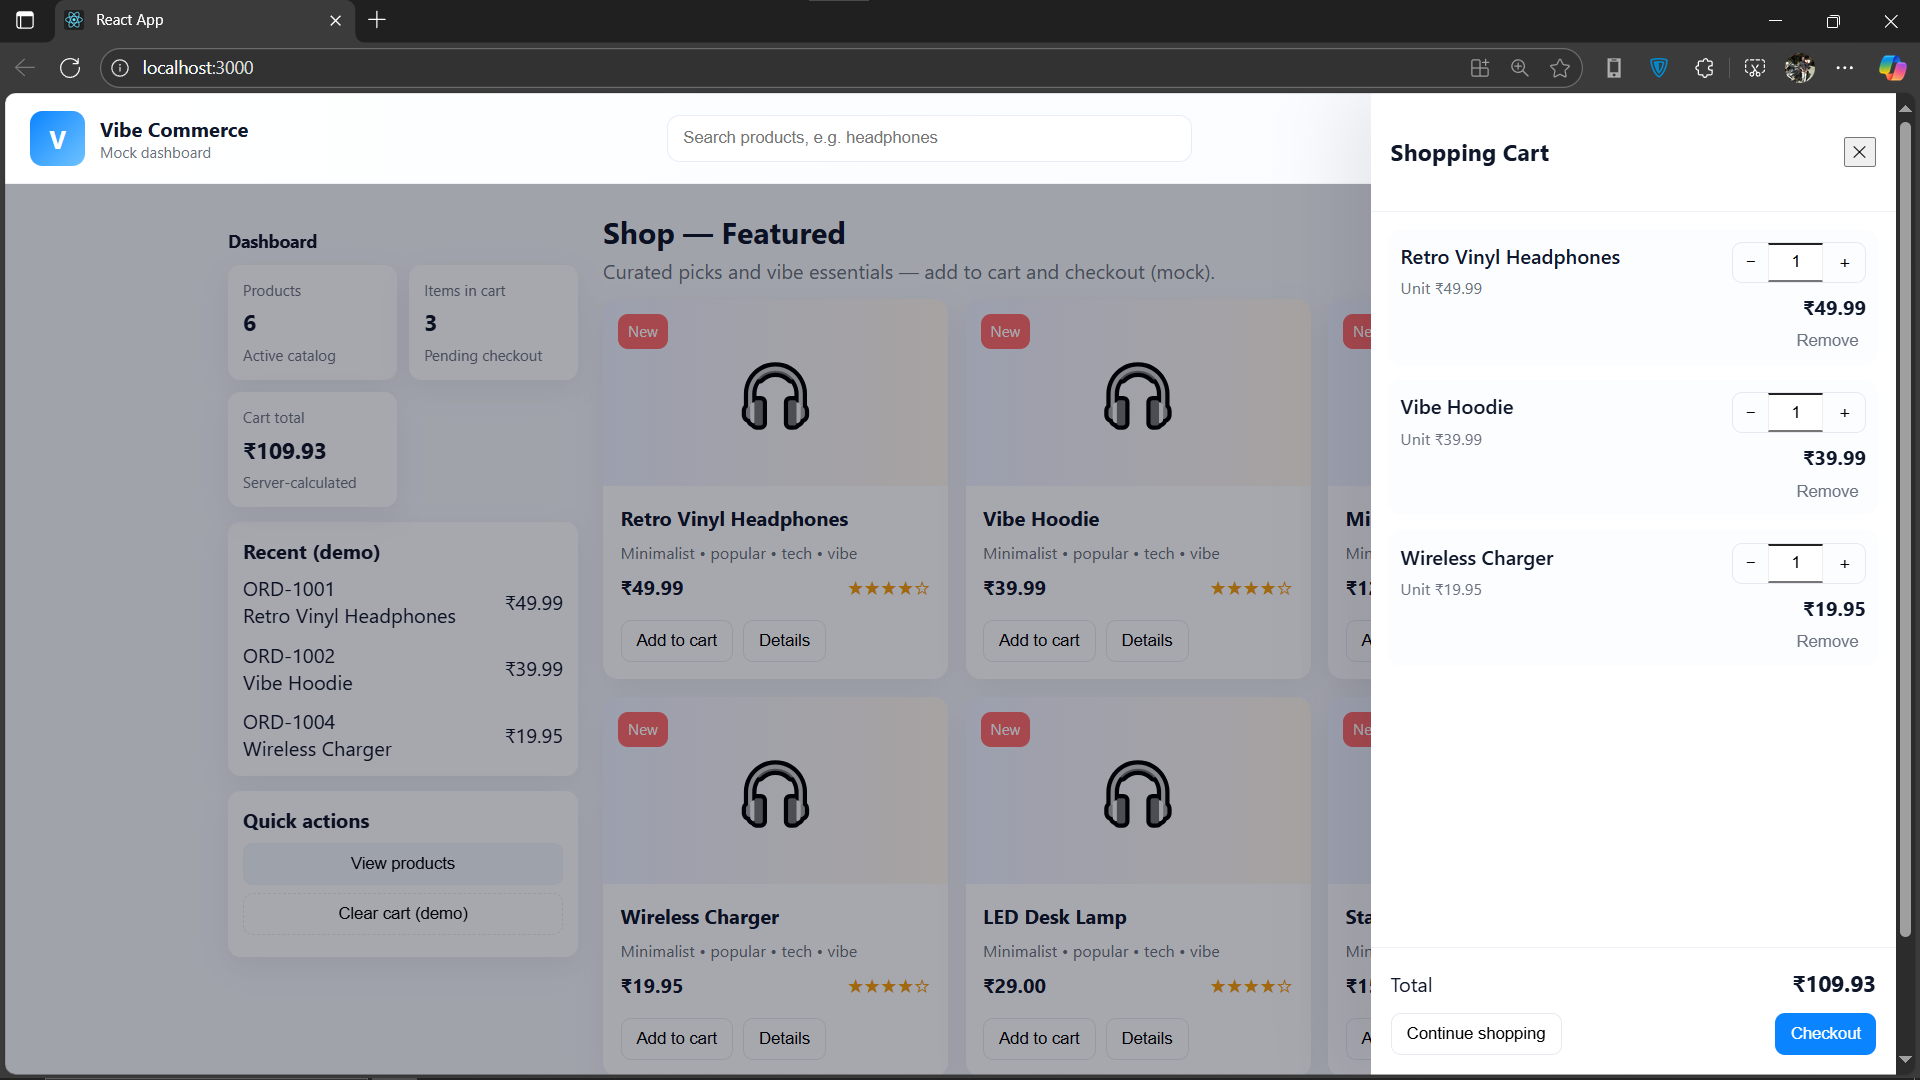 React App
localhost:3000
V
Vibe Commerce
Mock dashboard
Search products, e.g. headphones
Dashboard
Products
6
Active catalog
Items in cart
3
Pending checkout
Cart total
₹109.93
Server-calculated
Recent (demo)
ORD-1001
Retro Vinyl Headphones
₹49.99
ORD-1002
Vibe Hoodie
₹39.99
ORD-1004
Wireless Charger
₹19.95
Quick actions
View products
Clear cart (demo)
Shop — Featured
Curated picks and vibe essentials — add to cart and checkout (mock).
New
Retro Vinyl Headphones
Minimalist • popular • tech • vibe
₹49.99 ★★★★☆
Add to cart Details
New
Vibe Hoodie
Minimalist • popular • tech • vibe
₹39.99 ★★★★☆
Add to cart Details
New
Wireless Charger
Minimalist • popular • tech • vibe
₹19.95 ★★★★☆
Add to cart Details
New
LED Desk Lamp
Minimalist • popular • tech • vibe
₹29.00 ★★★★☆
Add to cart Details
Shopping Cart
Retro Vinyl Headphones
Unit ₹49.99
− 1 +
₹49.99
Remove
Vibe Hoodie
Unit ₹39.99
− 1 +
₹39.99
Remove
Wireless Charger
Unit ₹19.95
− 1 +
₹19.95
Remove
Total ₹109.93
Continue shopping Checkout